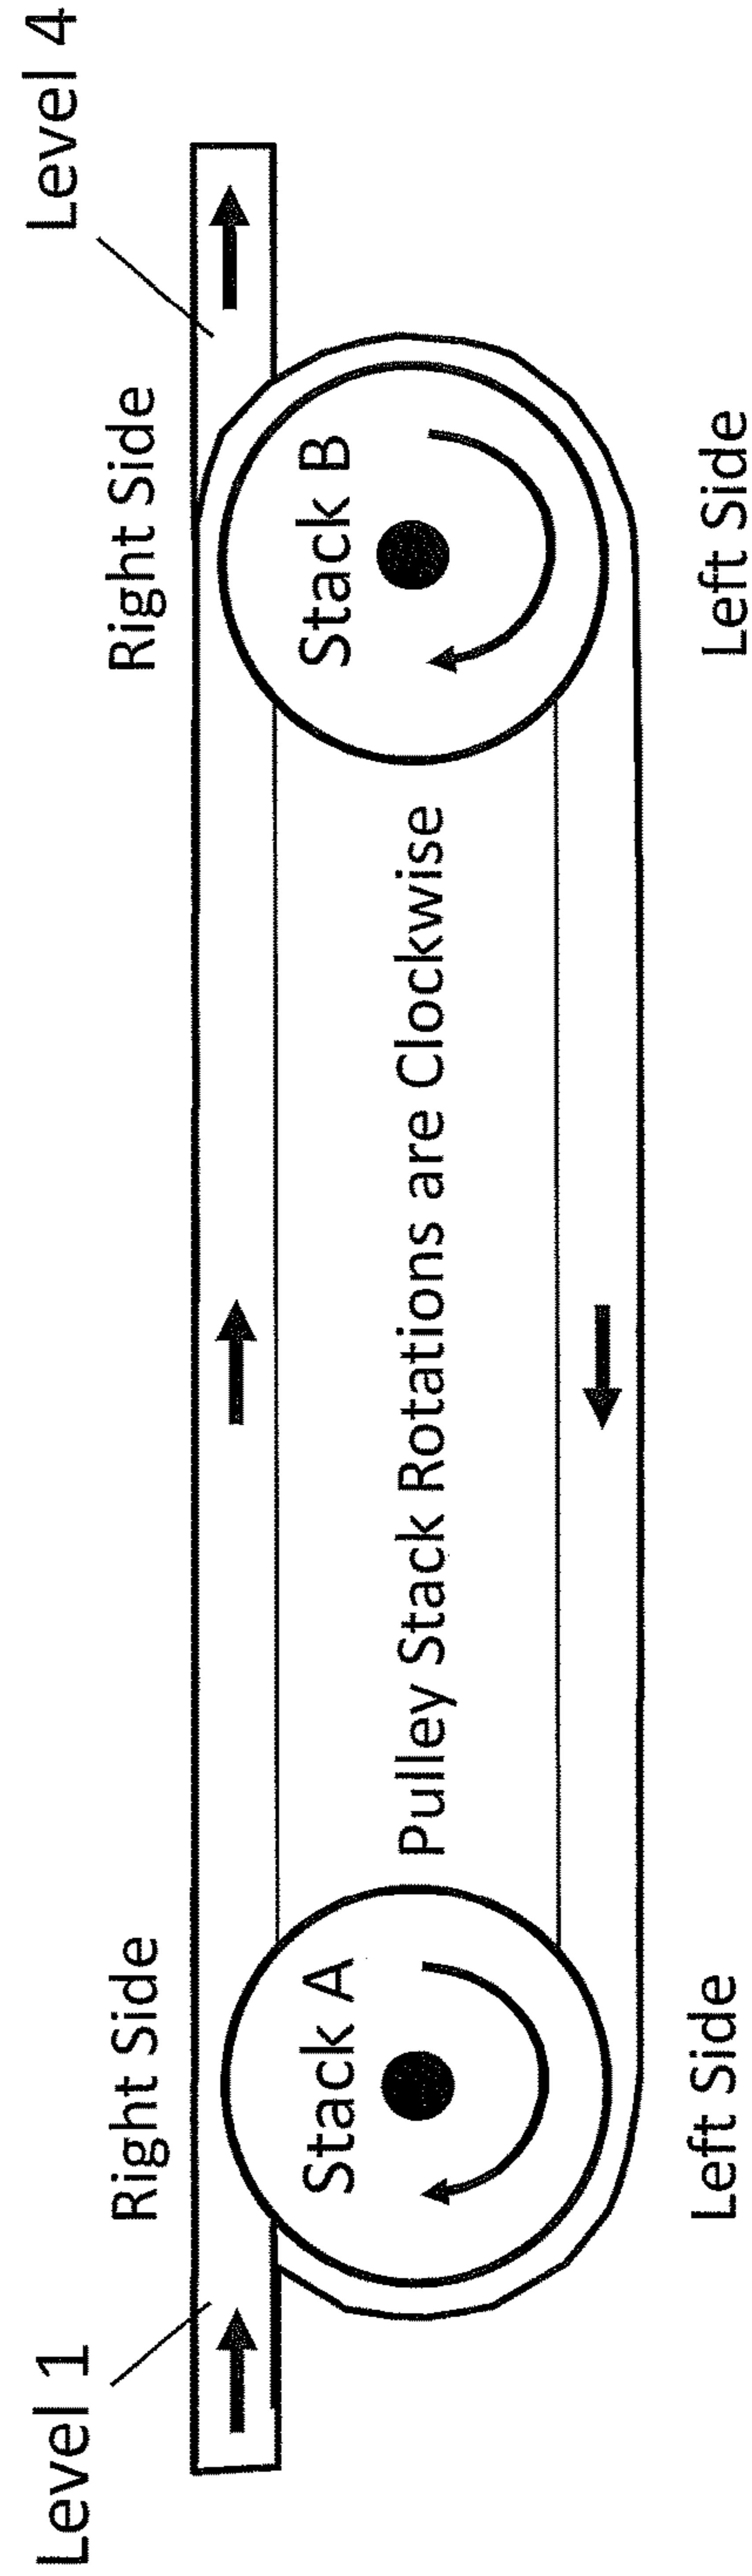 Level 1
Level 4
Right Side
Right Side
Stack A
Stack B
Pulley Stack Rotations are Clockwise
Left Side
Left Side